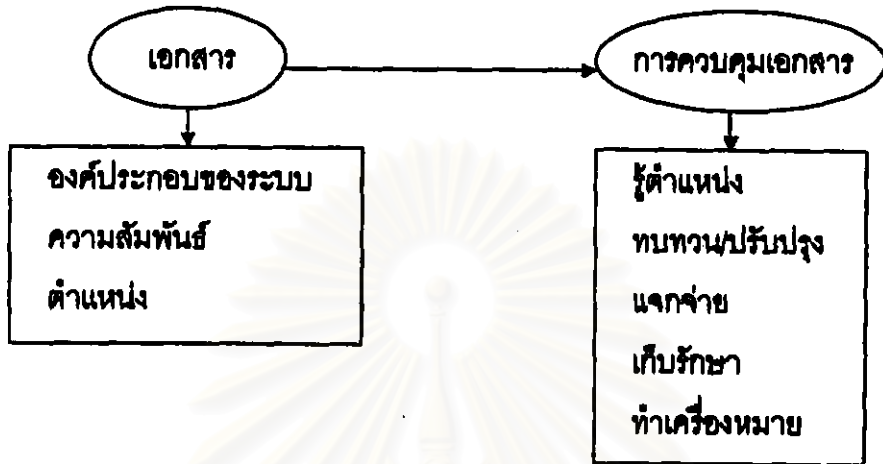 เอกสาร
การควบคุมเอกสาร
องค์ประกอบของระบบ
ความสัมพันธ์
ตำแหน่ง
รู้ตำแหน่ง
ทบทวน/ปรับปรุง
แจกจ่าย
เก็บรักษา
ทำเครื่องหมาย